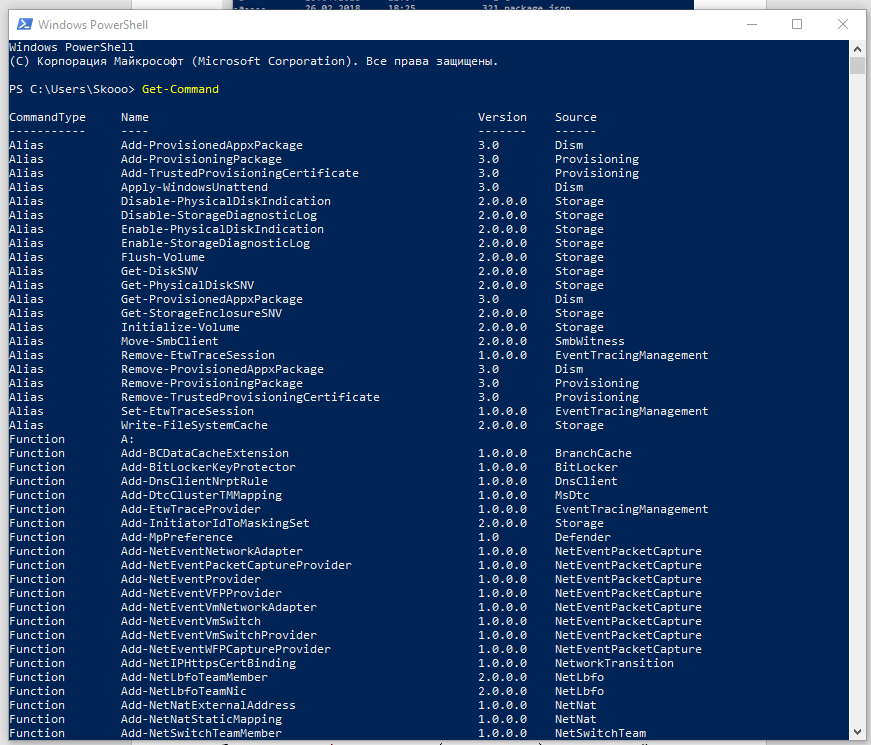 26.02.2018 18:25 321 package.json
Windows PowerShell
Windows PowerShell
(C) Корпорация Майкрософт (Microsoft Corporation). Все права защищены.
PS C:\Users\Skooo> Get-Command
CommandType Name Version Source
----------- ---- ------- ------
Alias Add-ProvisionedAppxPackage 3.0 Dism
Alias Add-ProvisioningPackage 3.0 Provisioning
Alias Add-TrustedProvisioningCertificate 3.0 Provisioning
Alias Apply-WindowsUnattend 3.0 Dism
Alias Disable-PhysicalDiskIndication 2.0.0.0 Storage
Alias Disable-StorageDiagnosticLog 2.0.0.0 Storage
Alias Enable-PhysicalDiskIndication 2.0.0.0 Storage
Alias Enable-StorageDiagnosticLog 2.0.0.0 Storage
Alias Flush-Volume 2.0.0.0 Storage
Alias Get-DiskSNV 2.0.0.0 Storage
Alias Get-PhysicalDiskSNV 2.0.0.0 Storage
Alias Get-ProvisionedAppxPackage 3.0 Dism
Alias Get-StorageEnclosureSNV 2.0.0.0 Storage
Alias Initialize-Volume 2.0.0.0 Storage
Alias Move-SmbClient 2.0.0.0 SmbWitness
Alias Remove-EtwTraceSession 1.0.0.0 EventTracingManagement
Alias Remove-ProvisionedAppxPackage 3.0 Dism
Alias Remove-ProvisioningPackage 3.0 Provisioning
Alias Remove-TrustedProvisioningCertificate 3.0 Provisioning
Alias Set-EtwTraceSession 1.0.0.0 EventTracingManagement
Alias Write-FileSystemCache 2.0.0.0 Storage
Function A:
Function Add-BCDataCacheExtension 1.0.0.0 BranchCache
Function Add-BitLockerKeyProtector 1.0.0.0 BitLocker
Function Add-DnsClientNrptRule 1.0.0.0 DnsClient
Function Add-DtcClusterTMMapping 1.0.0.0 MsDtc
Function Add-EtwTraceProvider 1.0.0.0 EventTracingManagement
Function Add-InitiatorIdToMaskingSet 2.0.0.0 Storage
Function Add-MpPreference 1.0 Defender
Function Add-NetEventNetworkAdapter 1.0.0.0 NetEventPacketCapture
Function Add-NetEventPacketCaptureProvider 1.0.0.0 NetEventPacketCapture
Function Add-NetEventProvider 1.0.0.0 NetEventPacketCapture
Function Add-NetEventVFPProvider 1.0.0.0 NetEventPacketCapture
Function Add-NetEventVmNetworkAdapter 1.0.0.0 NetEventPacketCapture
Function Add-NetEventVmSwitch 1.0.0.0 NetEventPacketCapture
Function Add-NetEventVmSwitchProvider 1.0.0.0 NetEventPacketCapture
Function Add-NetEventWFPCaptureProvider 1.0.0.0 NetEventPacketCapture
Function Add-NetIPHttpsCertBinding 1.0.0.0 NetworkTransition
Function Add-NetLbfoTeamMember 2.0.0.0 NetLbfo
Function Add-NetLbfoTeamNic 2.0.0.0 NetLbfo
Function Add-NetNatExternalAddress 1.0.0.0 NetNat
Function Add-NetNatStaticMapping 1.0.0.0 NetNat
Function Add-NetSwitchTeamMember 1.0.0.0 NetSwitchTeam